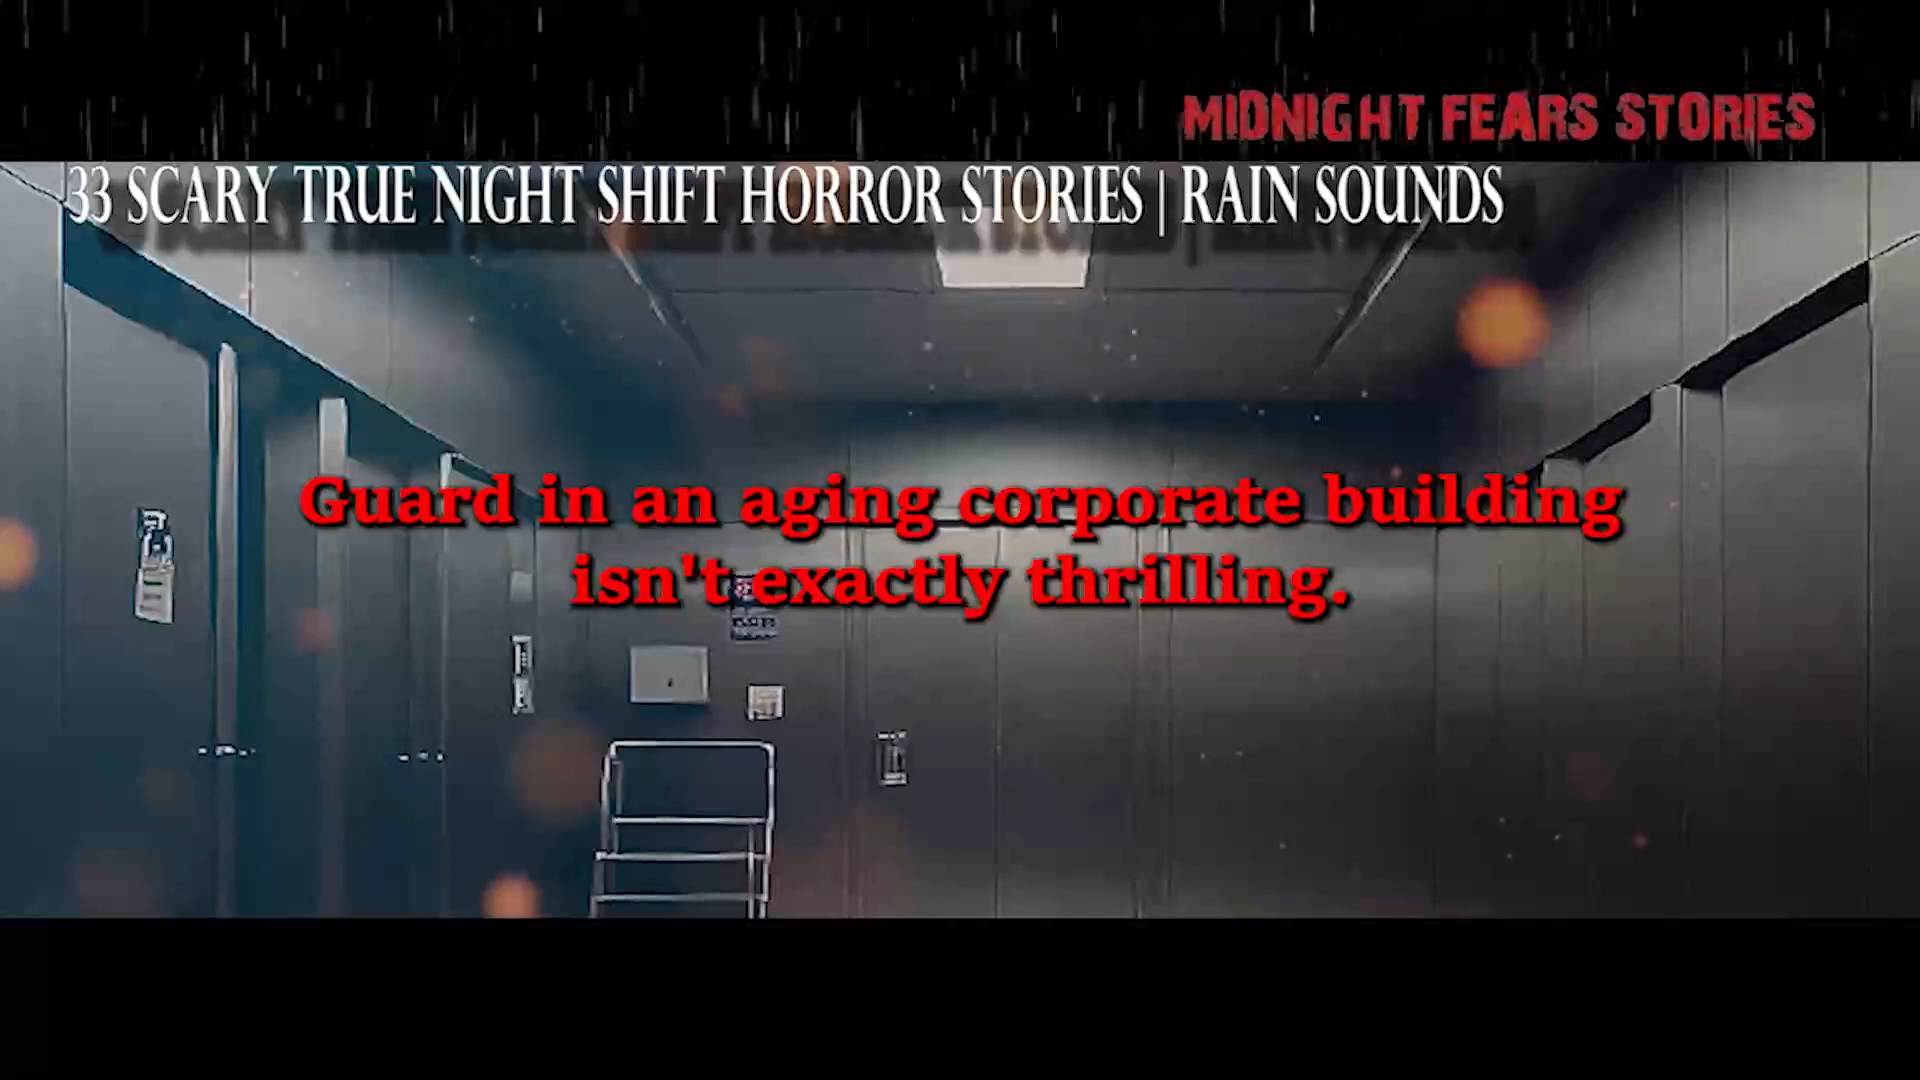 MIDNIGHT FEARS STORIES
33 SCARY TRUE NIGHT SHIFT HORROR STORIES | RAIN SOUNDS
Guard in an aging corporate building
isn't exactly thrilling.